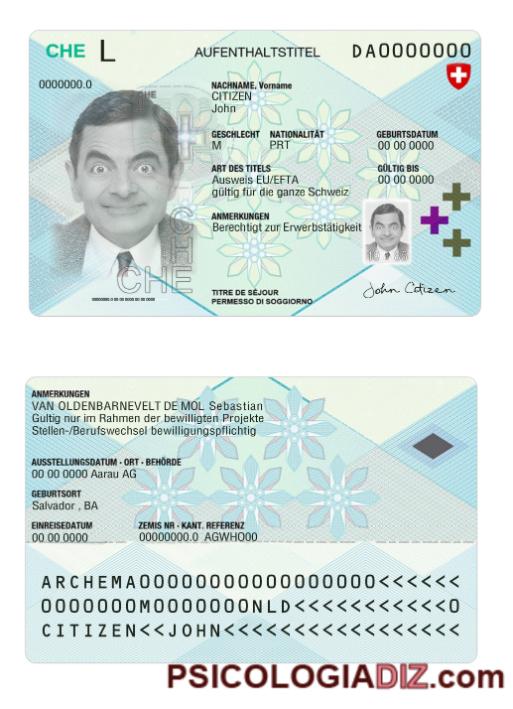 CHE L AUFENTHALTSTITEL DA0000000
0000000.0
CHE
NACHNAME, Vorname
CITIZEN
John
GESCHLECHT NATIONALITÄT GEBURTSDATUM
M PRT 00 00 0000
ART DES TITELS GÜLTIG BIS
Ausweis EU/EFTA 00 00 0000
gültig für die ganze Schweiz
ANMERKUNGEN
Berechtigt zur Erwerbstätigkeit
CHE
CHE
TITRE DE SÉJOUR
PERMESSO DI SOGGIORNO
John Citizen
ANMERKUNGEN
VAN OLDENBARNEVELT DE MOL Sebastian
Gultig nur im Rahmen der bewilligten Projekte
Stellen-/Berufswechsel bewilligungspflichtig
AUSSTELLUNGSDATUM · ORT · BEHÖRDE
00 00 0000 Aarau AG
GEBURTSORT
Salvador , BA
EINREISEDATUM ZEMIS NR · KANT. REFERENZ
00 00 0000 00000000.0 AGWHO00
ARCHEMA00000000000000000<<<<<<
0000000M0000000NLD<<<<<<<<<<<0
CITIZEN<<JOHN<<<<<<<<<<<<<<<<<
PSICOLOGIADIZ.com